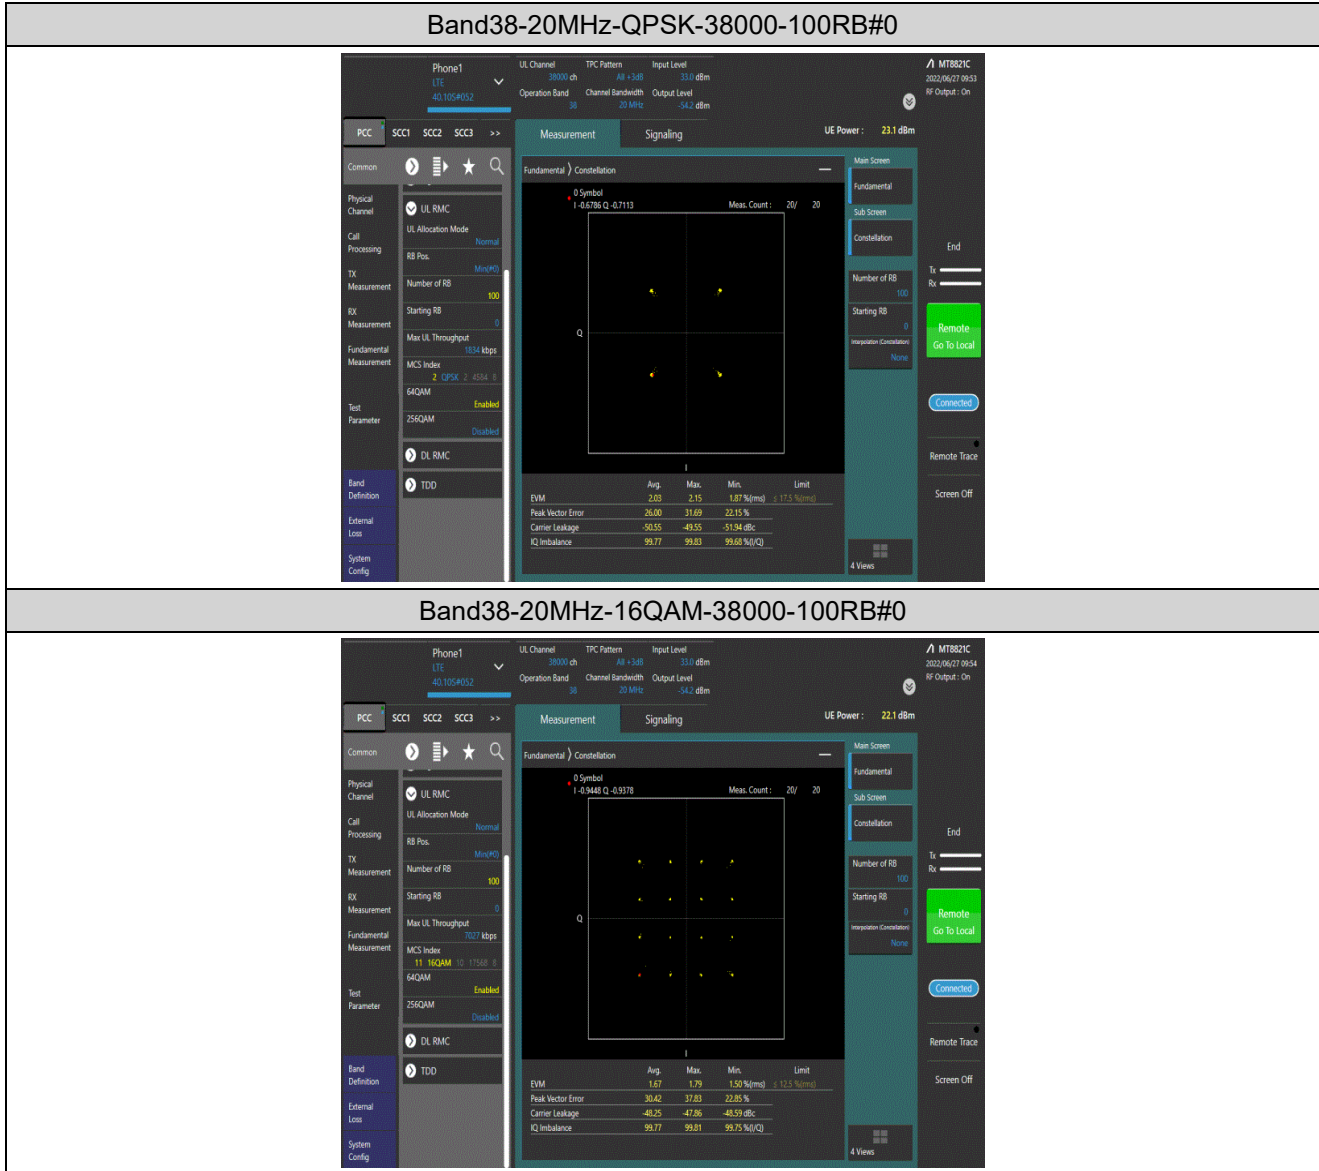 Band38-20MHz-QPSK-38000-100RB#0
Phone1
LTE
40.105#052
UL Channel TPC Pattern Input Level
38000 ch All +3dB 33.0 dBm
Operation Band Channel Bandwidth Output Level
38 20 MHz -54.2 dBm
MT8821C
2022/06/27 09:53
RF Output : On
PCC SCC1 SCC2 SCC3 >>
Measurement Signaling
UE Power : 23.1 dBm
Common
Physical Channel
Call Processing
TX Measurement
RX Measurement
Fundamental Measurement
Test Parameter
Band Definition
External Loss
System Config
UL RMC
UL Allocation Mode
Normal
RB Pos.
Min(#0)
Number of RB
100
Starting RB
0
Max UL Throughput
1834 kbps
MCS Index
2 QPSK 2 4584 8
64QAM
Enabled
256QAM
Disabled
DL RMC
TDD
Fundamental Constellation
0 Symbol
I -0.6786 Q -0.7113
Meas. Count : 20/ 20
Q
I
Avg. Max. Min. Limit
EVM 2.03 2.15 1.87 %(rms) ≤ 17.5 %(rms)
Peak Vector Error 26.00 31.69 22.15 %
Carrier Leakage -50.55 -49.55 -51.94 dBc
IQ Imbalance 99.77 99.83 99.68 %(I/Q)
Main Screen
Fundamental
Sub Screen
Constellation
Number of RB
100
Starting RB
0
Interpolation (Constellation)
None
4 Views
End
Tx
Rx
Remote
Go To Local
Connected
Remote Trace
Screen Off
Band38-20MHz-16QAM-38000-100RB#0
Phone1
LTE
40.105#052
UL Channel TPC Pattern Input Level
38000 ch All +3dB 33.0 dBm
Operation Band Channel Bandwidth Output Level
38 20 MHz -54.2 dBm
MT8821C
2022/06/27 09:54
RF Output : On
PCC SCC1 SCC2 SCC3 >>
Measurement Signaling
UE Power : 22.1 dBm
Common
Physical Channel
Call Processing
TX Measurement
RX Measurement
Fundamental Measurement
Test Parameter
Band Definition
External Loss
System Config
UL RMC
UL Allocation Mode
Normal
RB Pos.
Min(#0)
Number of RB
100
Starting RB
0
Max UL Throughput
7027 kbps
MCS Index
11 16QAM 10 17568 8
64QAM
Enabled
256QAM
Disabled
DL RMC
TDD
Fundamental Constellation
0 Symbol
I -0.9448 Q -0.9378
Meas. Count : 20/ 20
Q
I
Avg. Max. Min. Limit
EVM 1.67 1.79 1.50 %(rms) ≤ 12.5 %(rms)
Peak Vector Error 30.42 37.83 22.85 %
Carrier Leakage -48.25 -47.86 -48.59 dBc
IQ Imbalance 99.77 99.81 99.75 %(I/Q)
Main Screen
Fundamental
Sub Screen
Constellation
Number of RB
100
Starting RB
0
Interpolation (Constellation)
None
4 Views
End
Tx
Rx
Remote
Go To Local
Connected
Remote Trace
Screen Off